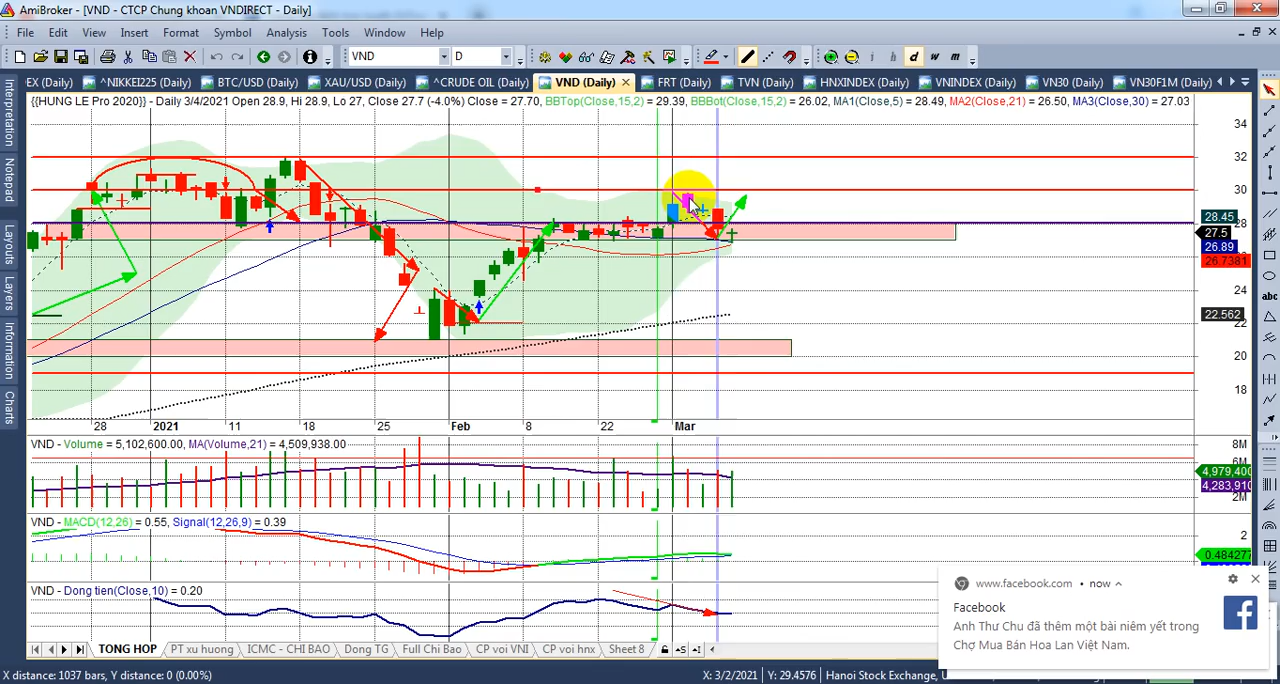 AmiBroker - [VND - CTCP Chung khoan VNDIRECT - Daily]
File Edit View Insert Format Symbol Analysis Tools Window Help
VND D i h d w m
EX (Daily) ^NIKKEI225 (Daily) BTC/USD (Daily) XAU/USD (Daily) ^CRUDE OIL (Daily) VND (Daily) FRT (Daily) TVN (Daily) HNXINDEX (Daily) VNINDEX (Daily) VN30 (Daily) VN30F1M (Daily)
{{HUNG LE Pro 2020}} - Daily 3/4/2021 Open 28.9, Hi 28.9, Lo 27, Close 27.7 (-4.0%) Close = 27.70, BBTop(Close,15,2) = 29.39, BBBot(Close,15,2) = 26.02, MA1(Close,5) = 28.49, MA2(Close,21) = 26.50, MA3(Close,30) = 27.03
Interpretation
Notepad
Layouts
Layers
Information
Charts
34
32
30
28.45
28
27.5
26.89
26.7381
24
22.562
22
20
18
28 2021 11 18 25 Feb 8 22 Mar
VND - Volume = 5,102,600.00, MA(Volume,21) = 4,509,938.00
8M
6M
4,979,400
4,283,910
2M
VND - MACD(12,26) = 0.55, Signal(12,26,9) = 0.39
2
0.484277
VND - Dong tien(Close,10) = 0.20
www.facebook.com • now
Facebook
Anh Thư Chu đã thêm một bài niêm yết trong
Chợ Mua Bán Hoa Lan Việt Nam.
abc
TONG HOP PT xu huong ICMC - CHI BAO Dong TG Full Chi Bao CP voi VNI CP voi hnx Sheet 8
X distance: 1037 bars, Y distance: 0 (0.00%) X: 3/2/2021 Y: 29.4576 Hanoi Stock Exchange,